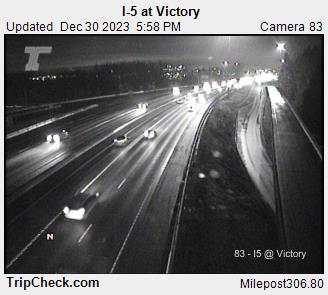 I-5 at Victory
Updated Dec 30 2023 5:58 PM Camera 83
N
83 - I5 @ Victory
TripCheck.com Milepost306.80